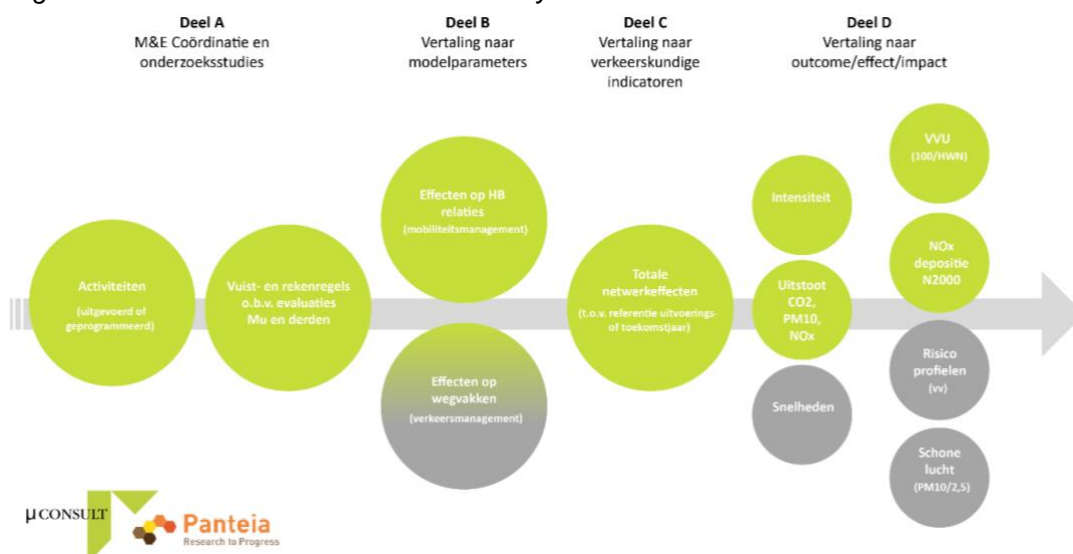 Deel A
M&E Coördinatie en
onderzoeksstudies
Deel B
Vertaling naar
modelparameters
Deel C
Vertaling naar
verkeerskundige
indicatoren
Deel D
Vertaling naar
outcome/effect/impact
Activiteiten
(uitgevoerd of
geprogrammeerd)
Vuist- en rekenregels
o.b.v. evaluaties
Mu en derden
Effecten op HB
relaties
(mobiliteitsmanagement)
Effecten op
wegvakken
(verkeersmanagement)
Totale
netwerkeffecten
(t.o.v. referentie uitvoerings-
of toekomstjaar)
Intensiteit
Uitstoot
CO2,
PM10,
NOx
Snelheden
VVU
(100/HWN)
NOx
depositie
N2000
Risico
profielen
(vv)
Schone
lucht
(PM10/2,5)
µCONSULT
Panteia
Research to Progress